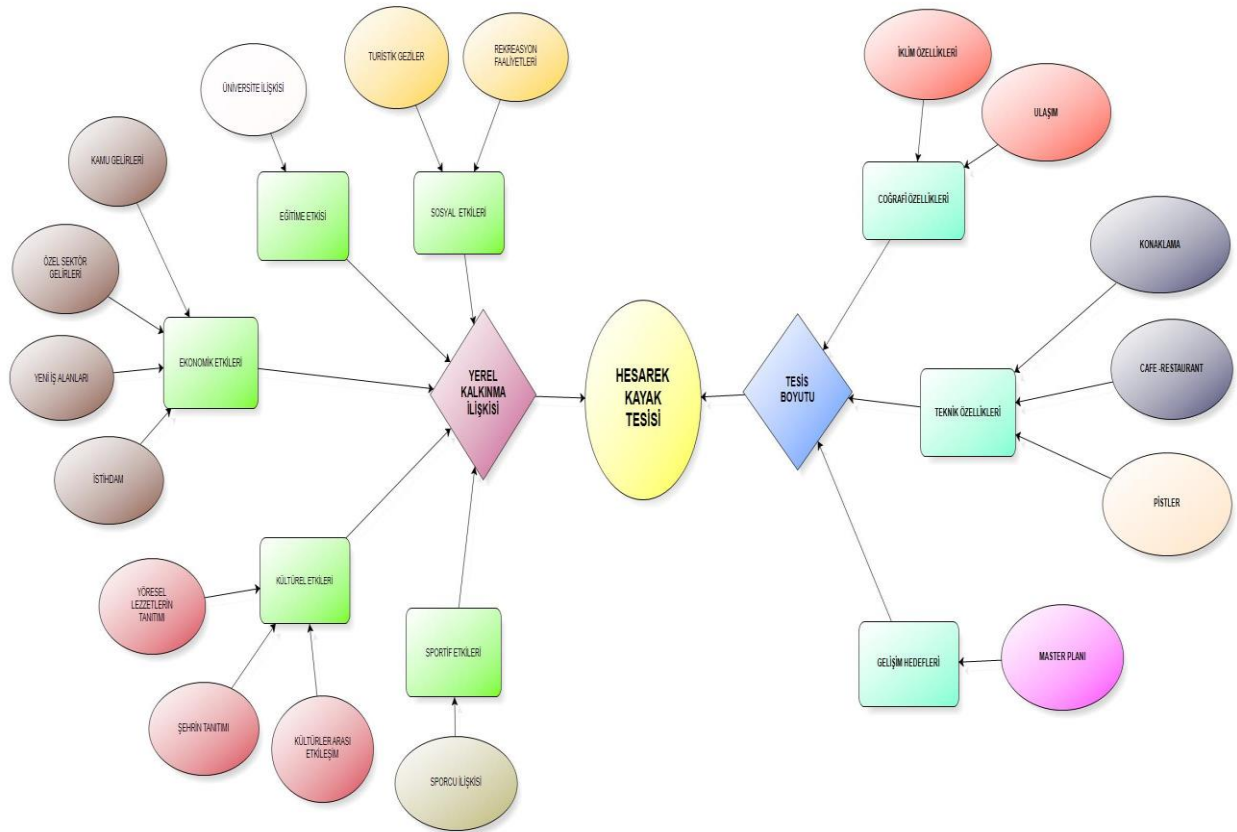 TURİSTİK GEZİLER
REKREASYON
FAALİYETLERİ
İKLİM ÖZELLİKLERİ
ÜNİVERSİTE İLİŞKİSİ
ULAŞIM
KAMU GELİRLERİ
EĞİTİME ETKİSİ
SOSYAL ETKİLERİ
COĞRAFİ ÖZELLİKLERİ
KONAKLAMA
ÖZEL SEKTÖR
GELİRLERİ
EKONOMİK ETKİLERİ
YENİ İŞ ALANLARI
YEREL
KALKINMA
İLİŞKİSİ
HESAREK
KAYAK
TESİSİ
TESİS
BOYUTU
CAFE -RESTAURANT
TEKNİK ÖZELLİKLERİ
İSTİHDAM
PİSTLER
KÜLTÜREL ETKİLERİ
YÖRESEL
LEZZETLERİN
TANITIMI
SPORTİF ETKİLERİ
GELİŞİM HEDEFLERİ
MASTER PLANI
ŞEHRİN TANITIMI
KÜLTÜRLER ARASI
ETKİLEŞİM
SPORCU İLİŞKİSİ